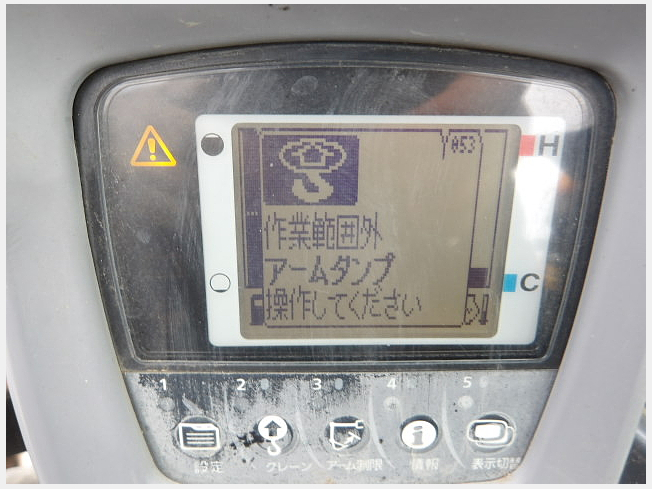 053
H
作業範囲外
アームダンプ
操作してください
C
1 2 3 4 5
設定 クレーン アーム制限 情報 表示切替